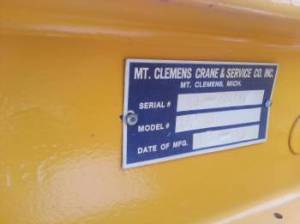 MT. CLEMENS CRANE & SERVICE CO. INC.
MT. CLEMENS, MICH.
SERIAL #
MODEL #
DATE OF MFG.